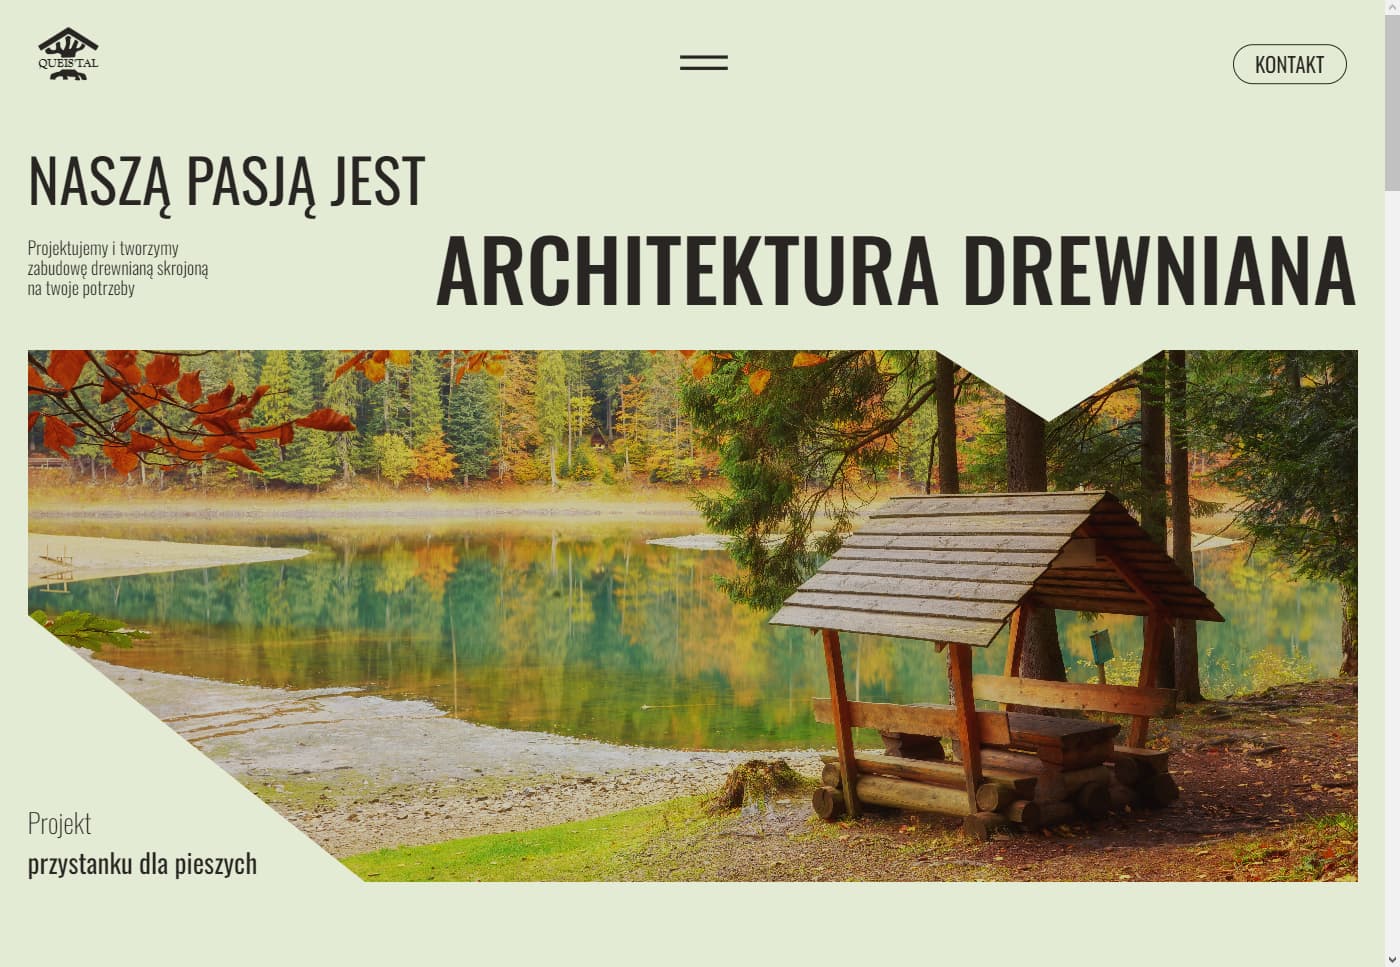 QUEISTAL
KONTAKT
NASZĄ PASJĄ JEST
ARCHITEKTURA DREWNIANA
Projektujemy i tworzymy
zabudowę drewnianą skrojoną
na twoje potrzeby
Projekt
przystanku dla pieszych